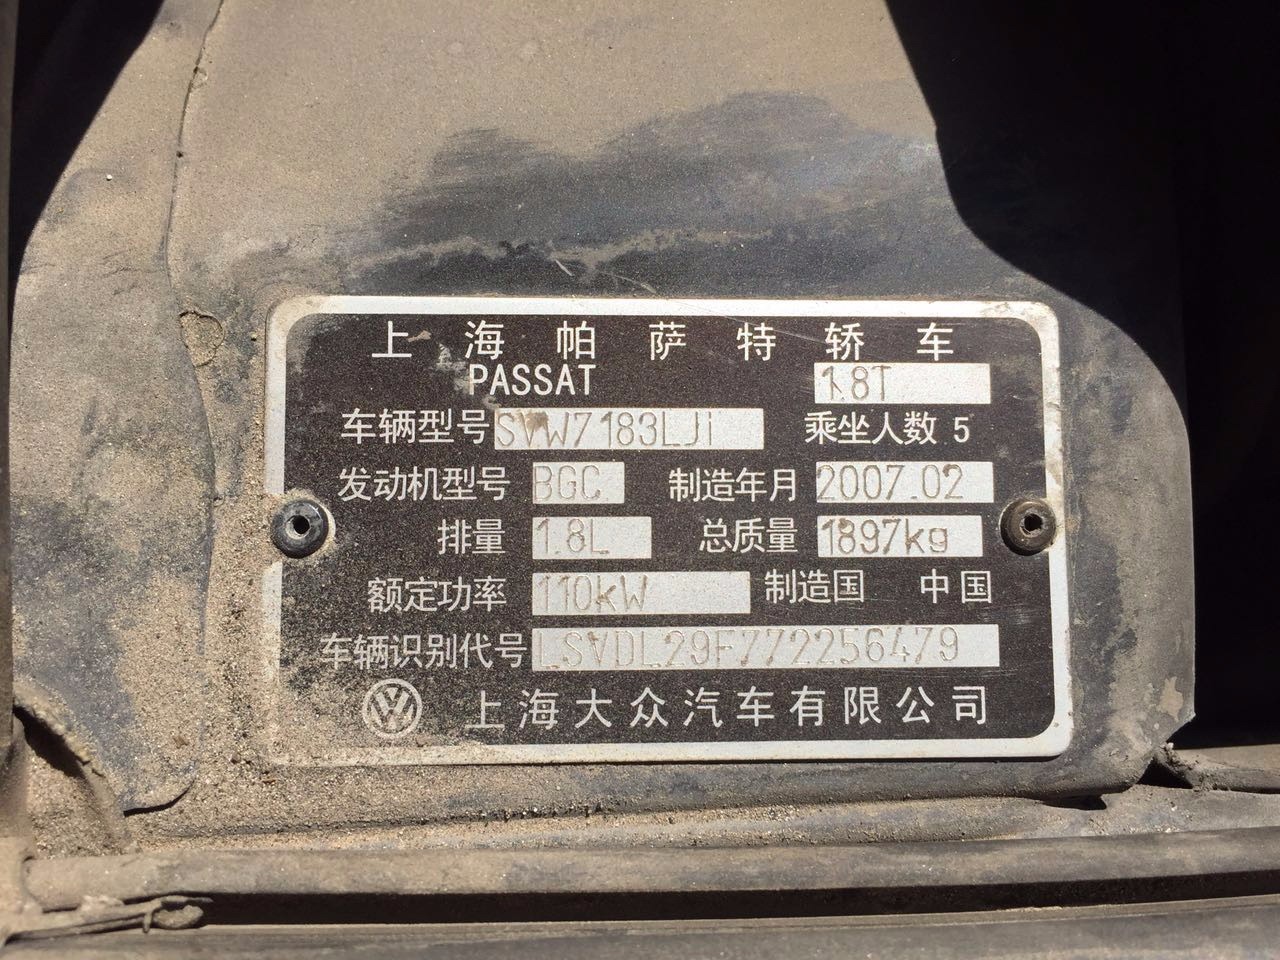 上海帕萨特轿车
PASSAT 1.8T
车辆型号 SVW7183LJi 乘坐人数 5
发动机型号 BGC 制造年月 2007.02
排量 1.8L 总质量 1897kg
额定功率 110kW 制造国 中国
车辆识别代号 LSVDL29F772256479
上海大众汽车有限公司